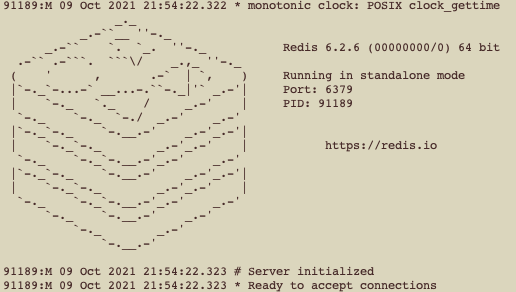 91189:M 09 Oct 2021 21:54:22.322 * monotonic clock: POSIX clock_gettime
Redis 6.2.6 (00000000/0) 64 bit
Running in standalone mode
Port: 6379
PID: 91189
https://redis.io
91189:M 09 Oct 2021 21:54:22.323 # Server initialized
91189:M 09 Oct 2021 21:54:22.323 * Ready to accept connections